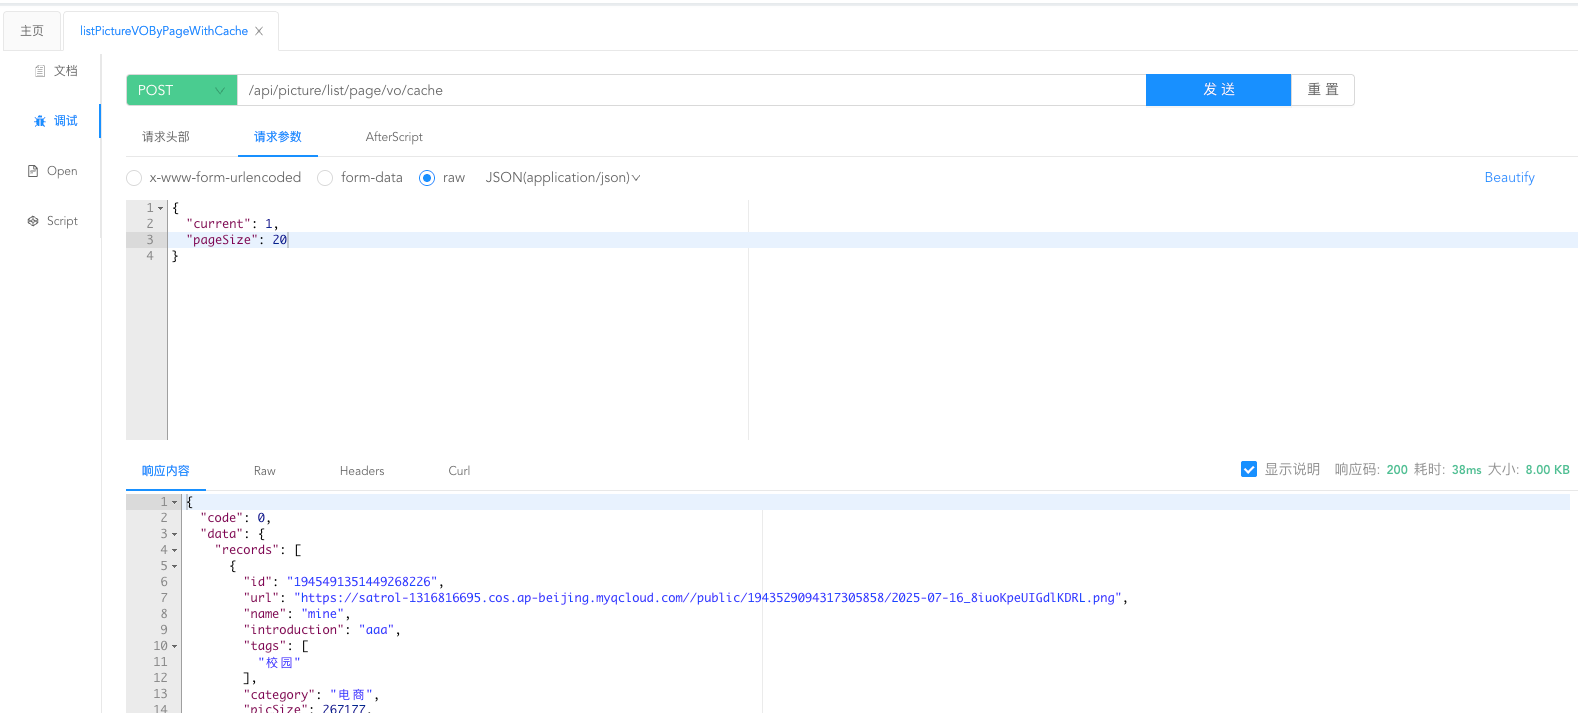 主页
listPictureVOByPageWithCache
文档
调试
Open
Script
POST
/api/picture/list/page/vo/cache
发 送
重 置
请求头部
请求参数
AfterScript
x-www-form-urlencoded
form-data
raw
JSON(application/json)
Beautify
1 {
2 "current": 1,
3 "pageSize": 20
4 }
响应内容
Raw
Headers
Curl
显示说明 响应码: 200 耗时: 38ms 大小: 8.00 KB
1 {
2 "code": 0,
3 "data": {
4 "records": [
5 {
6 "id": "1945491351449268226",
7 "url": "https://satrol-1316816695.cos.ap-beijing.myqcloud.com//public/1943529094317305858/2025-07-16_8iuoKpeUIGdlKDRL.png",
8 "name": "mine",
9 "introduction": "aaa",
10 "tags": [
11 "校园"
12 ],
13 "category": "电商",
14 "picSize": 267177,